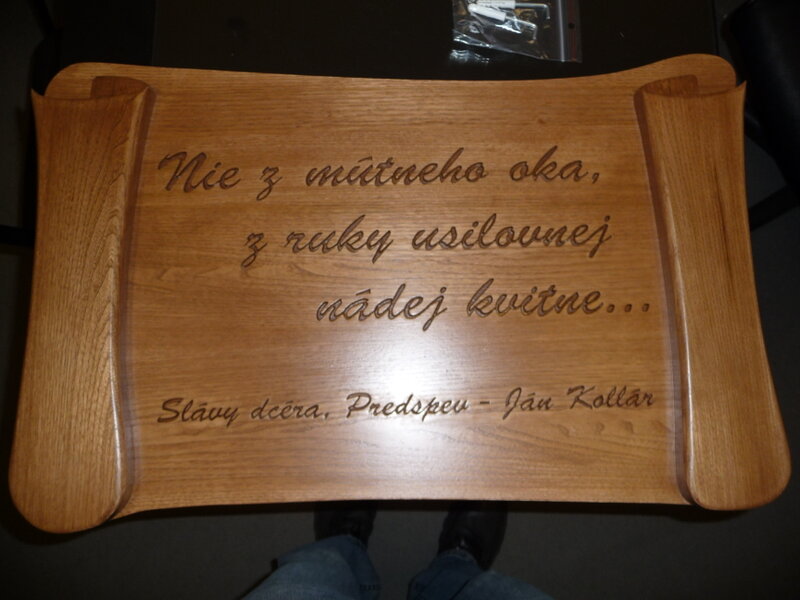 Nie z mútneho oka,
z ruky usilovnej
nádej kvitne...
Slávy dcéra, Predspev - Ján Kollár